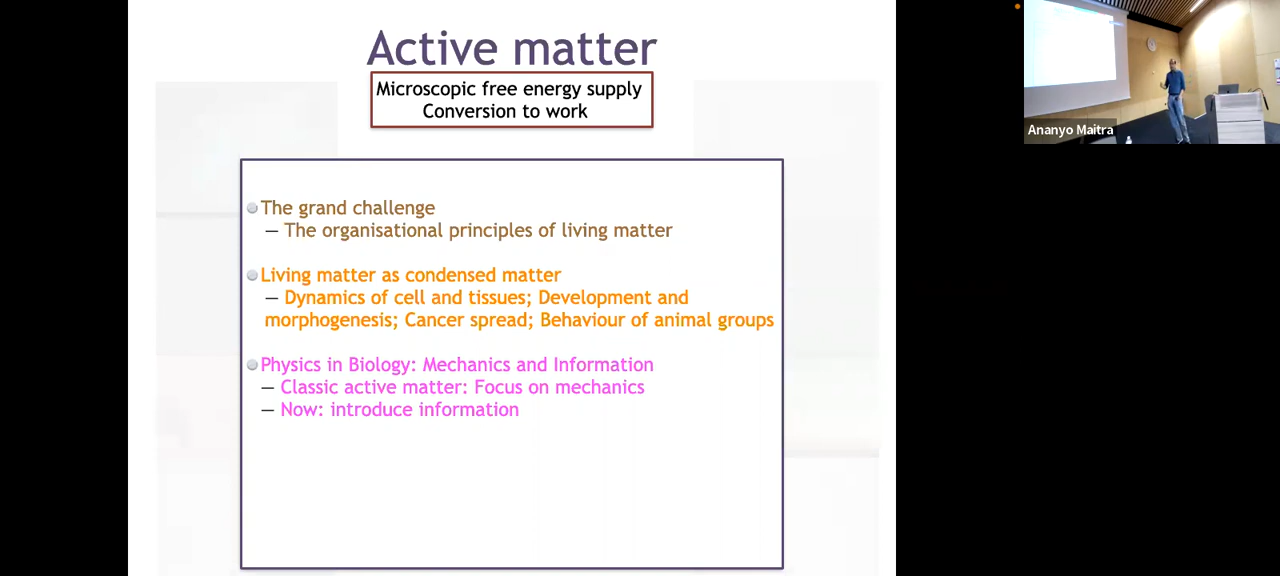 Active matter
Microscopic free energy supply
Conversion to work
The grand challenge
– The organisational principles of living matter
Living matter as condensed matter
– Dynamics of cell and tissues; Development and
morphogenesis; Cancer spread; Behaviour of animal groups
Physics in Biology: Mechanics and Information
– Classic active matter: Focus on mechanics
– Now: introduce information
Ananyo Maitra